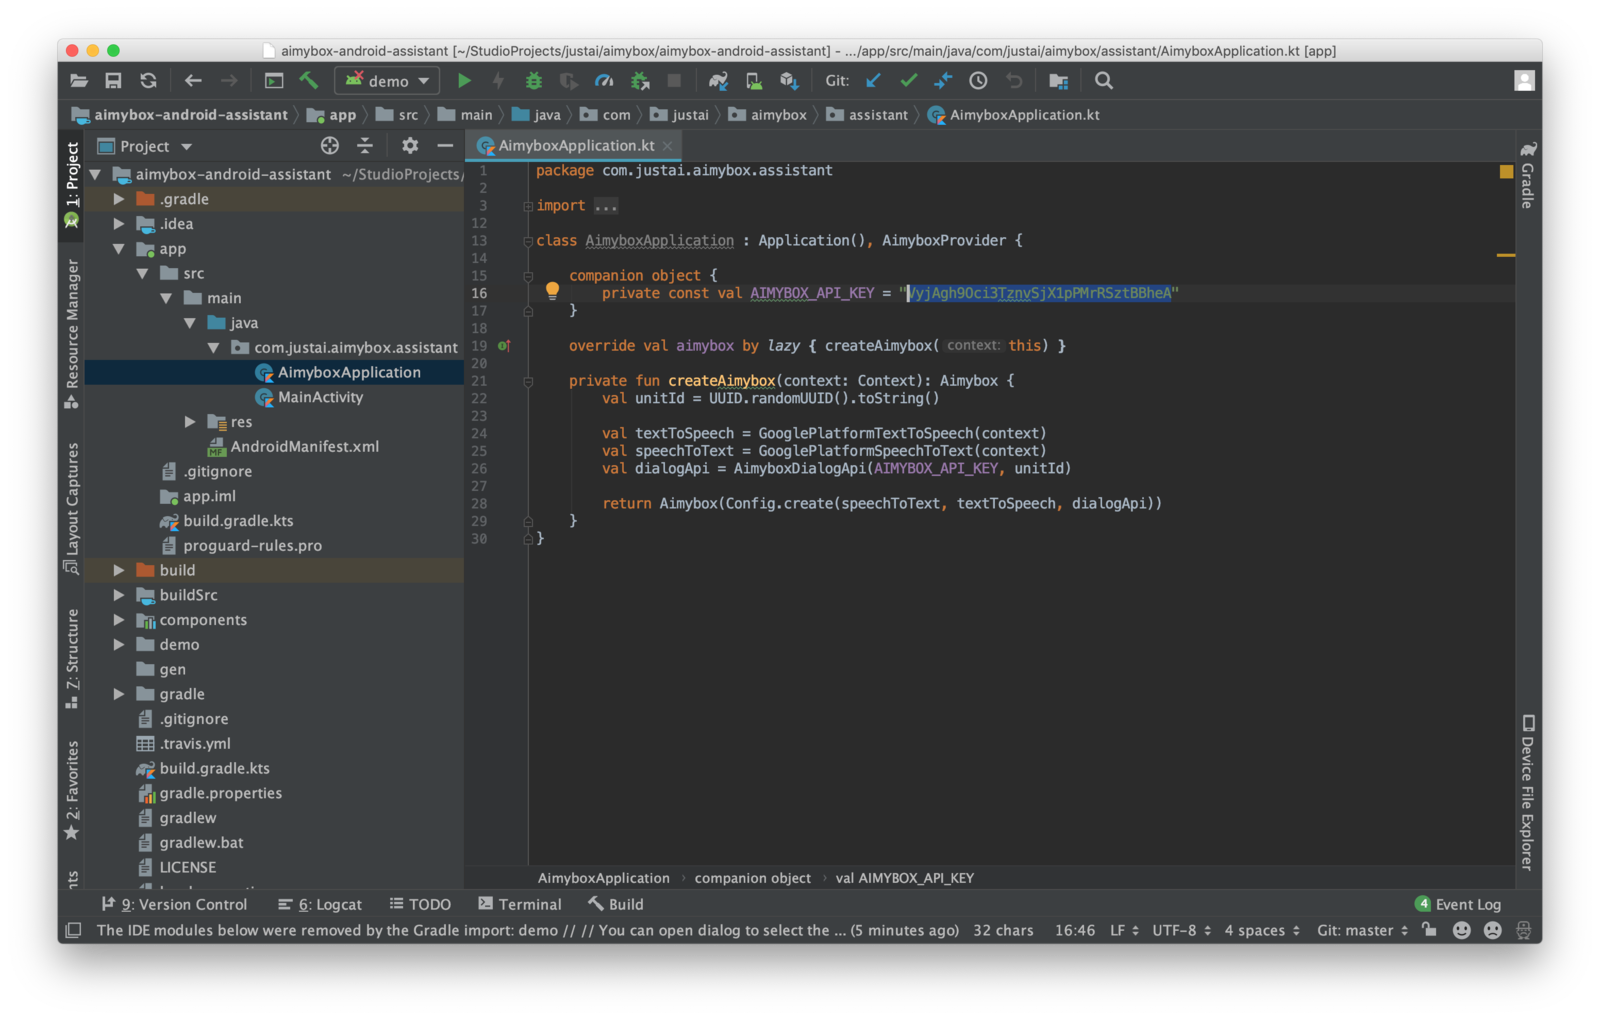 aimybox-android-assistant [~/StudioProjects/justai/aimybox/aimybox-android-assistant] - .../app/src/main/java/com/justai/aimybox/assistant/AimyboxApplication.kt [app]
demo
Git:
aimybox-android-assistant
app
src
main
java
com
justai
aimybox
assistant
AimyboxApplication.kt
1: Project
Resource Manager
Layout Captures
7: Structure
2: Favorites
Project
aimybox-android-assistant ~/StudioProjects/
.gradle
.idea
app
src
main
java
com.justai.aimybox.assistant
AimyboxApplication
MainActivity
res
AndroidManifest.xml
.gitignore
app.iml
build.gradle.kts
proguard-rules.pro
build
buildSrc
components
demo
gen
gradle
.gitignore
.travis.yml
build.gradle.kts
gradle.properties
gradlew
gradlew.bat
LICENSE
AimyboxApplication.kt
1 package com.justai.aimybox.assistant
2
3 import ...
12
13 class AimyboxApplication : Application(), AimyboxProvider {
14
15 companion object {
16 private const val AIMYBOX_API_KEY = "VyjAgh9Oci3TznvSjX1pPMrRSztBBheA"
17 }
18
19 override val aimybox by lazy { createAimybox( context: this) }
20
21 private fun createAimybox(context: Context): Aimybox {
22 val unitId = UUID.randomUUID().toString()
23
24 val textToSpeech = GooglePlatformTextToSpeech(context)
25 val speechToText = GooglePlatformSpeechToText(context)
26 val dialogApi = AimyboxDialogApi(AIMYBOX_API_KEY, unitId)
27
28 return Aimybox(Config.create(speechToText, textToSpeech, dialogApi))
29 }
30 }
AimyboxApplication › companion object › val AIMYBOX_API_KEY
Gradle
Device File Explorer
9: Version Control
6: Logcat
TODO
Terminal
Build
4 Event Log
The IDE modules below were removed by the Gradle import: demo // // You can open dialog to select the ... (5 minutes ago)
32 chars
16:46
LF
UTF-8
4 spaces
Git: master